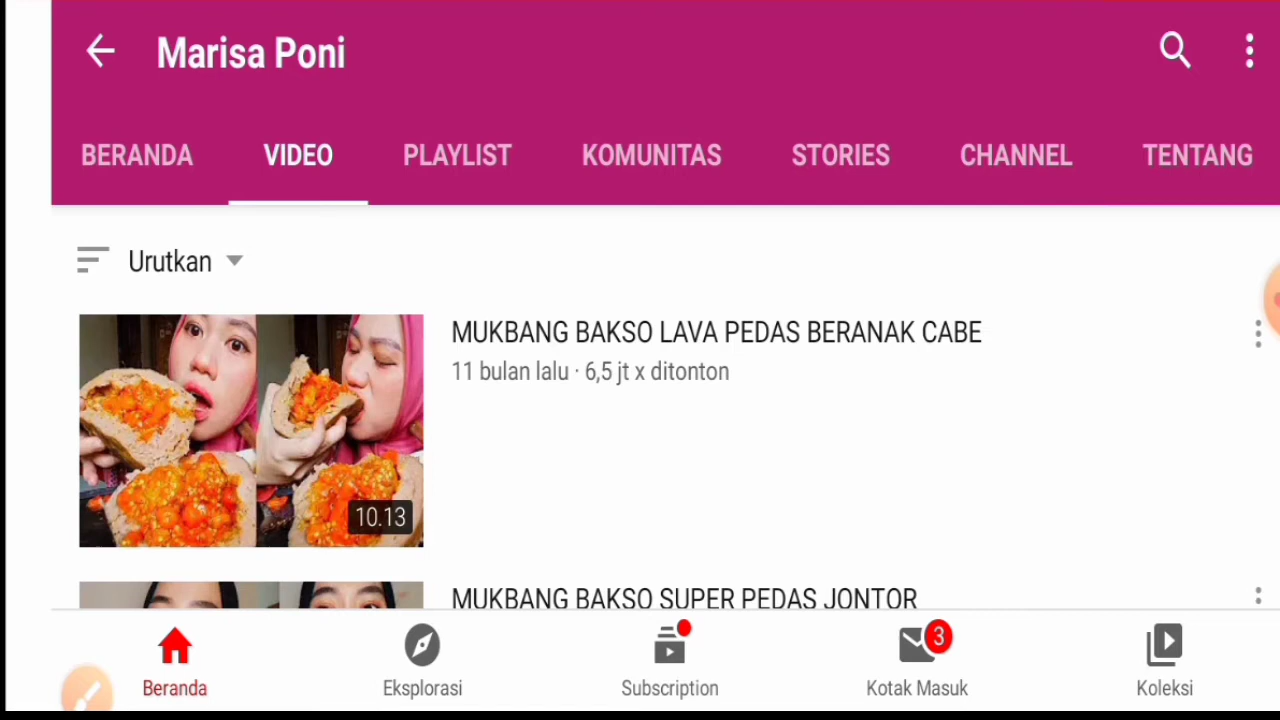 Marisa Poni
BERANDA VIDEO PLAYLIST KOMUNITAS STORIES CHANNEL TENTANG
Urutkan
MUKBANG BAKSO LAVA PEDAS BERANAK CABE
11 bulan lalu · 6,5 jt x ditonton
10.13
MUKBANG BAKSO SUPER PEDAS JONTOR
3
Beranda Eksplorasi Subscription Kotak Masuk Koleksi